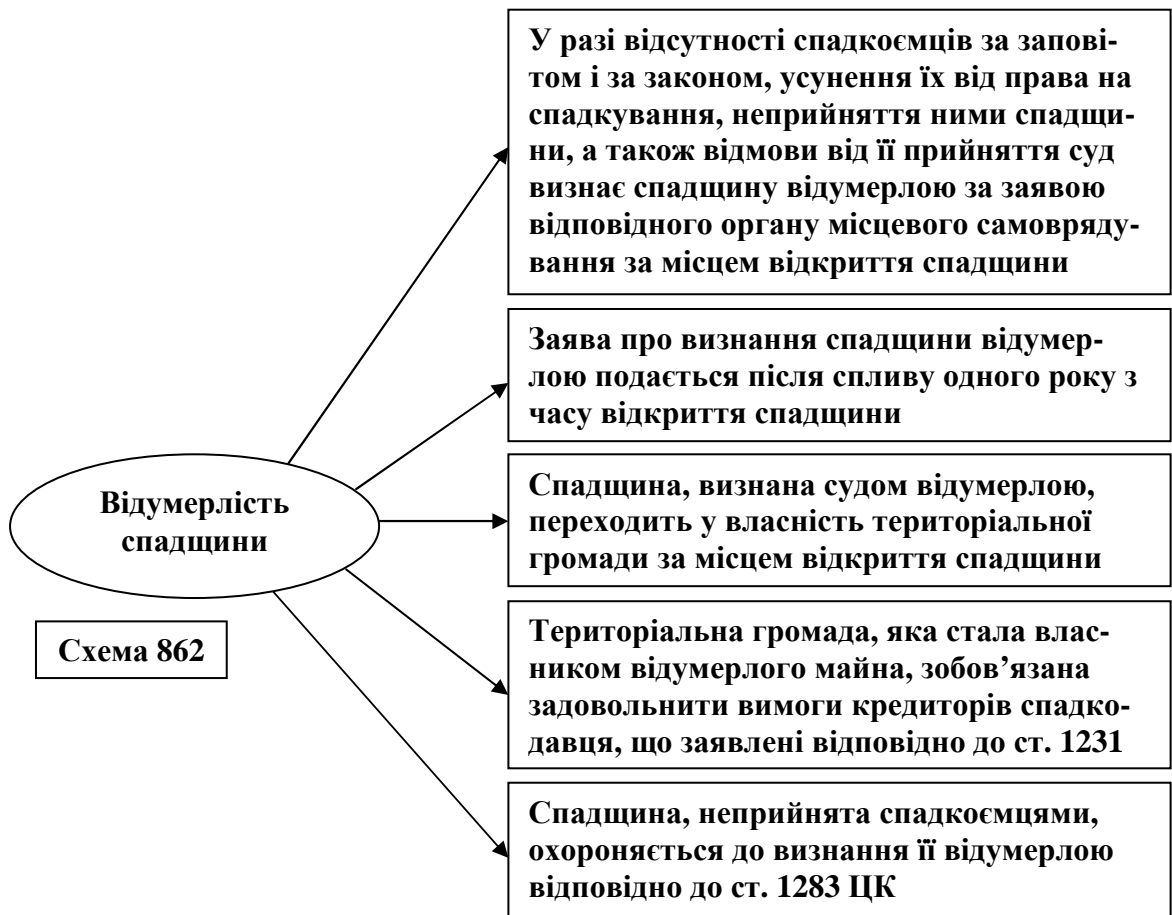 У разі відсутності спадкоємців за запові-
том і за законом, усунення їх від права на
спадкування, неприйняття ними спадщи-
ни, а також відмови від її прийняття суд
визнає спадщину відумерлою за заявою
відповідного органу місцевого самовряду-
вання за місцем відкриття спадщини
Заява про визнання спадщини відумер-
лою подається після спливу одного року з
часу відкриття спадщини
Відумерлість
спадщини
Спадщина, визнана судом відумерлою,
переходить у власність територіальної
громади за місцем відкриття спадщини
Схема 862
Територіальна громада, яка стала влас-
ником відумерлого майна, зобов’язана
задовольнити вимоги кредиторів спадко-
давця, що заявлені відповідно до ст. 1231
Спадщина, неприйнята спадкоємцями,
охороняється до визнання її відумерлою
відповідно до ст. 1283 ЦК